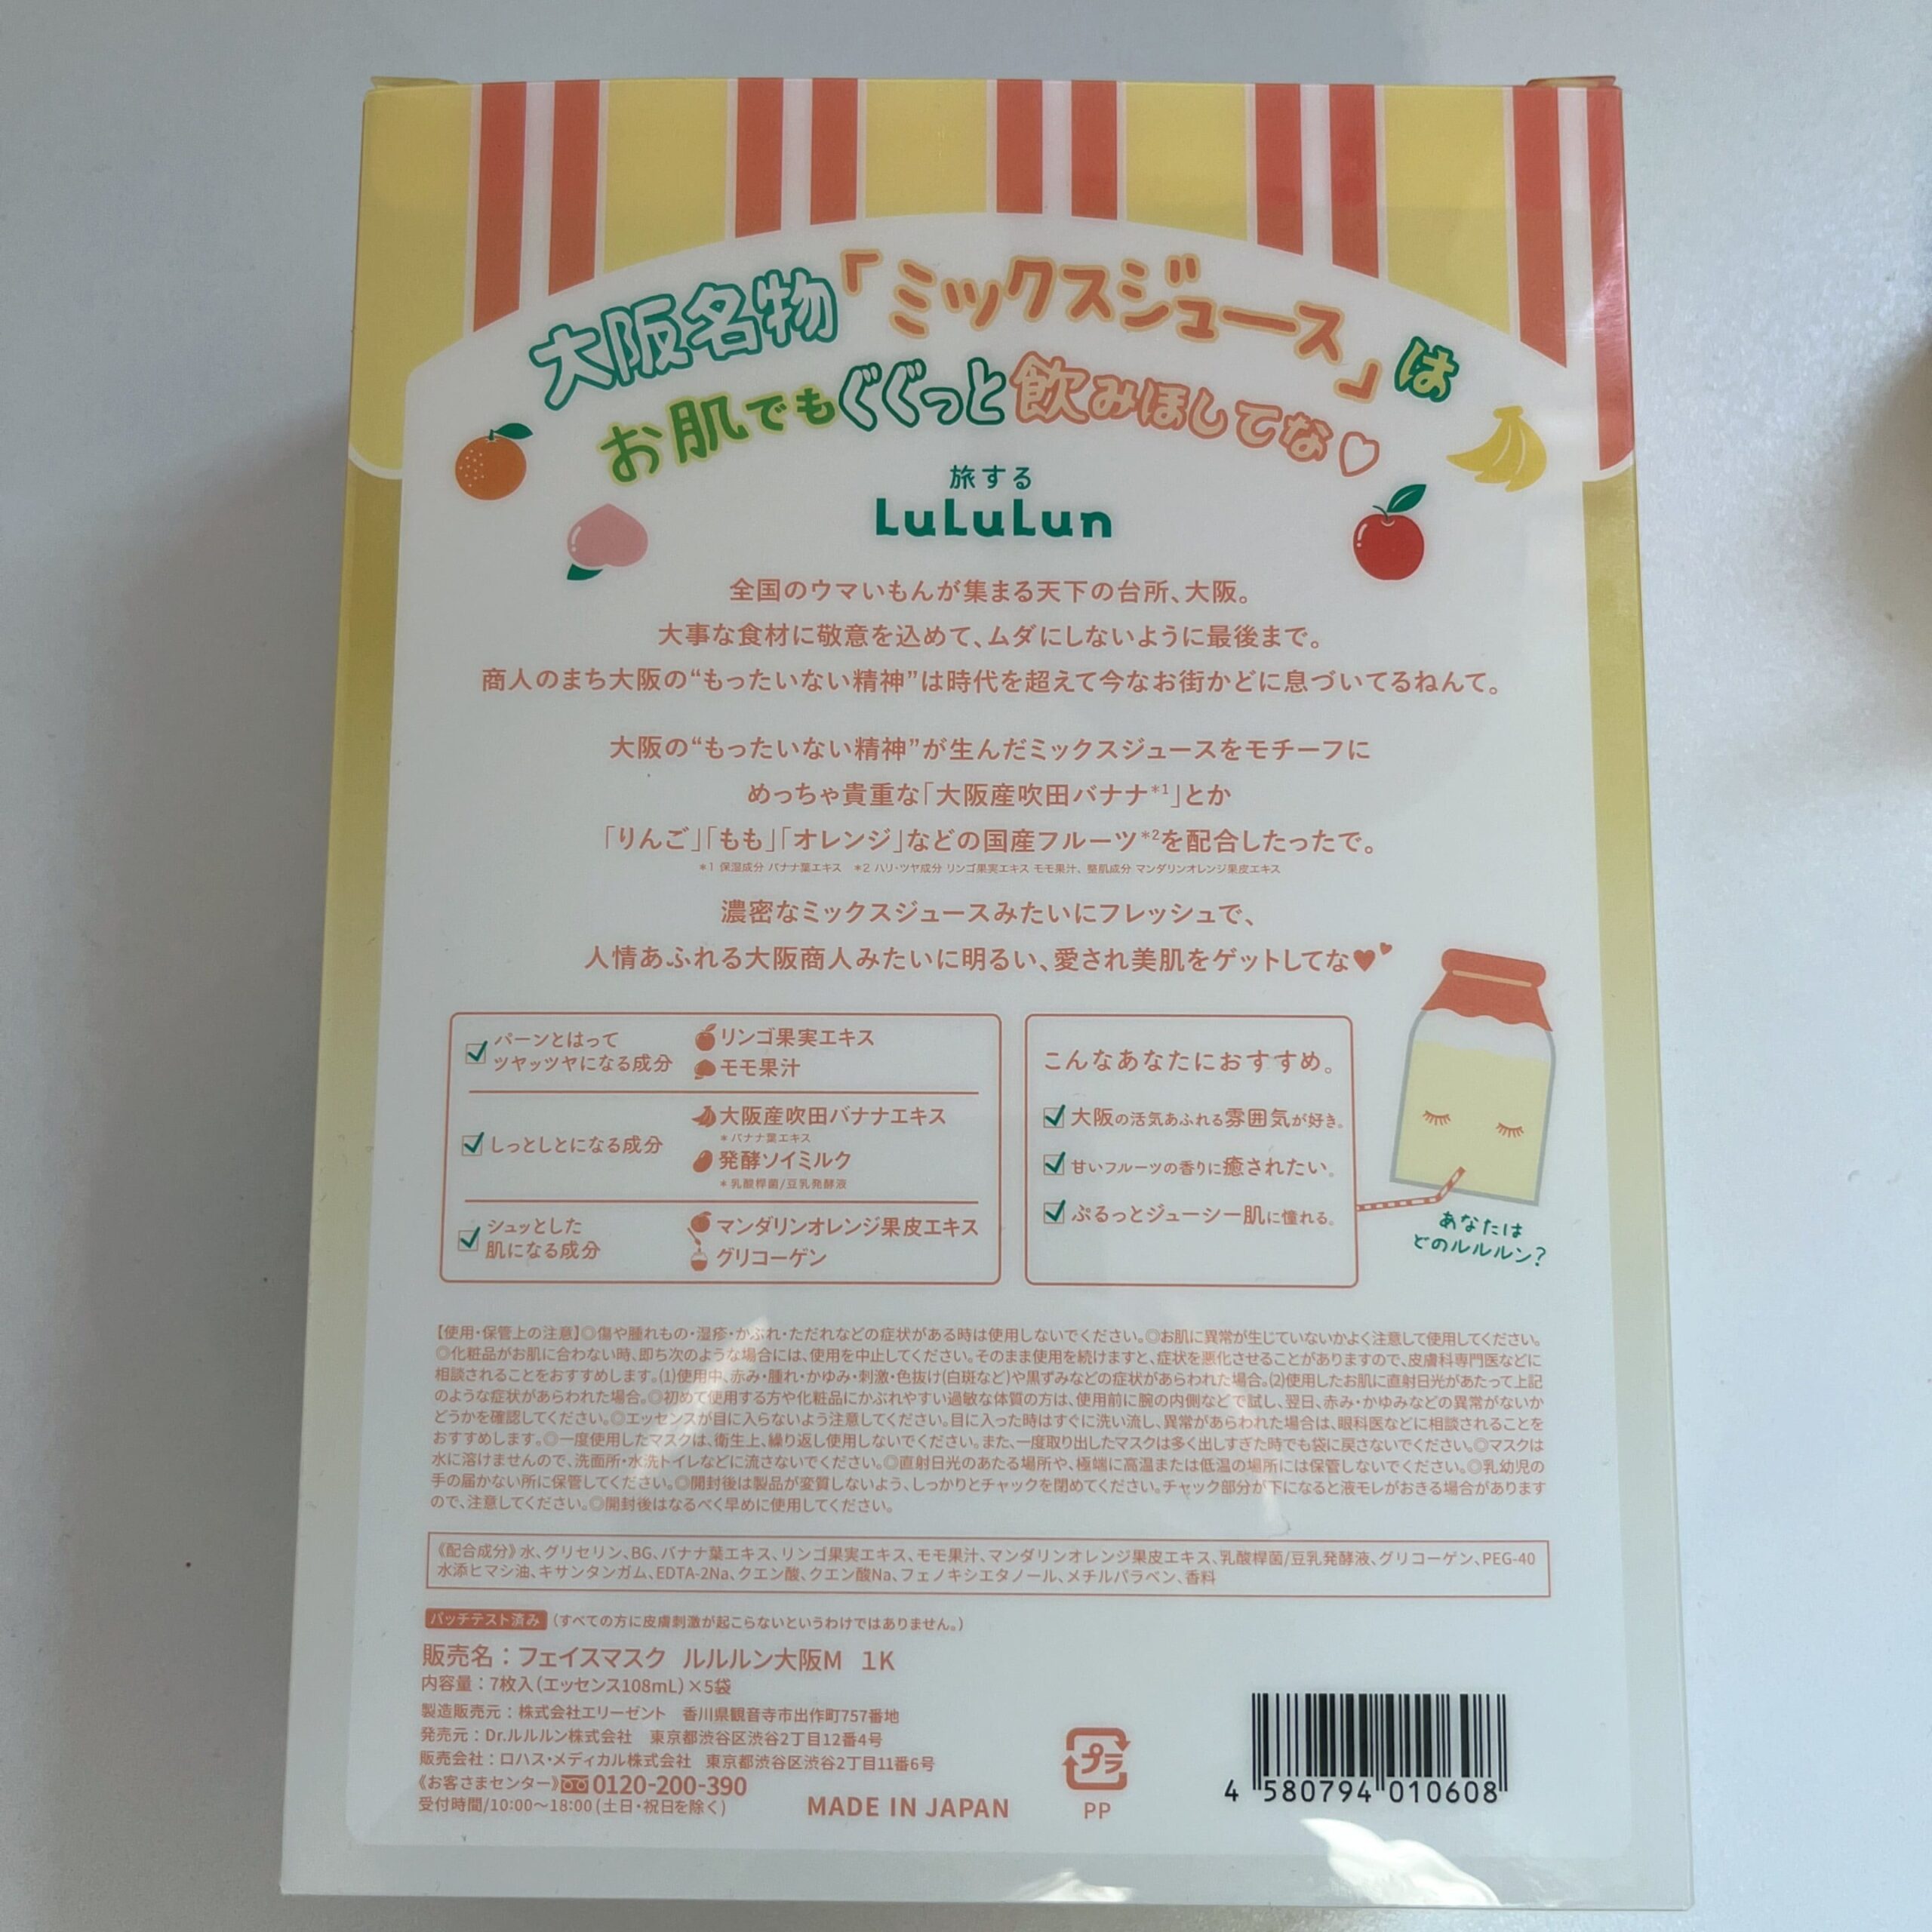 大阪名物「ミックスジュース」は
お肌でもぐぐっと飲みほしてな♡
旅する
LuLuLun
全国のウマいもんが集まる天下の台所、大阪。
大事な食材に敬意を込めて、ムダにしないように最後まで。
商人のまち大阪の“もったいない精神”は時代を超えて今なお街かどに息づいてるねんて。
大阪の“もったいない精神”が生んだミックスジュースをモチーフに
めっちゃ貴重な「大阪産吹田バナナ*1」とか
「りんご」「もも」「オレンジ」などの国産フルーツ*2を配合したったで。
*1 保湿成分 バナナ葉エキス *2 ハリ・ツヤ成分 リンゴ果実エキス モモ果汁、整肌成分 マンダリンオレンジ果皮エキス
濃密なミックスジュースみたいにフレッシュで、
人情あふれる大阪商人みたいに明るい、愛され美肌をゲットしてな♥♥
パーンとはって
ツヤッツヤになる成分
リンゴ果実エキス
モモ果汁
しっとしとになる成分
大阪産吹田バナナエキス
*バナナ葉エキス
発酵ソイミルク
*乳酸桿菌/豆乳発酵液
シュッとした
肌になる成分
マンダリンオレンジ果皮エキス
グリコーゲン
こんなあなたにおすすめ。
大阪の活気あふれる雰囲気が好き。
甘いフルーツの香りに癒されたい。
ぷるっとジューシー肌に憧れる。
あなたは
どのルルルン?
【使用・保管上の注意】◎傷や腫れもの・湿疹・かぶれ・ただれなどの症状がある時は使用しないでください。◎お肌に異常が生じていないかよく注意して使用してください。
◎化粧品がお肌に合わない時、即ち次のような場合には、使用を中止してください。そのまま使用を続けますと、症状を悪化させることがありますので、皮膚科専門医などに
相談されることをおすすめします。(1)使用中、赤み・腫れ・かゆみ・刺激・色抜け(白斑など)や黒ずみなどの症状があらわれた場合。(2)使用したお肌に直射日光があたって上記
のような症状があらわれた場合。◎初めて使用する方や化粧品にかぶれやすい過敏な体質の方は、使用前に腕の内側などで試し、翌日、赤み・かゆみなどの異常がないか
どうかを確認してください。◎エッセンスが目に入らないよう注意してください。目に入った時はすぐに洗い流し、異常があらわれた場合は、眼科医などに相談されることを
おすすめします。◎一度使用したマスクは、衛生上、繰り返し使用しないでください。また、一度取り出したマスクは多く出しすぎた時でも袋に戻さないでください。◎マスクは
水に溶けませんので、洗面所・水洗トイレなどに流さないでください。◎直射日光のあたる場所や、極端に高温または低温の場所には保管しないでください。◎乳幼児の
手の届かない所に保管してください。◎開封後は製品が変質しないよう、しっかりとチャックを閉めてください。チャック部分が下になると液モレがおきる場合があります
ので、注意してください。◎開封後はなるべく早めに使用してください。
《配合成分》水、グリセリン、BG、バナナ葉エキス、リンゴ果実エキス、モモ果汁、マンダリンオレンジ果皮エキス、乳酸桿菌/豆乳発酵液、グリコーゲン、PEG-40
水添ヒマシ油、キサンタンガム、EDTA-2Na、クエン酸、クエン酸Na、フェノキシエタノール、メチルパラベン、香料
パッチテスト済み (すべての方に皮膚刺激が起こらないというわけではありません。)
販売名：フェイスマスク ルルルン大阪M 1K
内容量：7枚入(エッセンス108mL)×5袋
製造販売元：株式会社エリーゼント 香川県観音寺市出作町757番地
発売元：Dr.ルルルン株式会社 東京都渋谷区渋谷2丁目12番4号
販売会社：ロハス・メディカル株式会社 東京都渋谷区渋谷2丁目11番6号
《お客さまセンター》0120-200-390
受付時間/10:00～18:00(土日・祝日を除く)
MADE IN JAPAN
プラ
PP
4 580794 010608